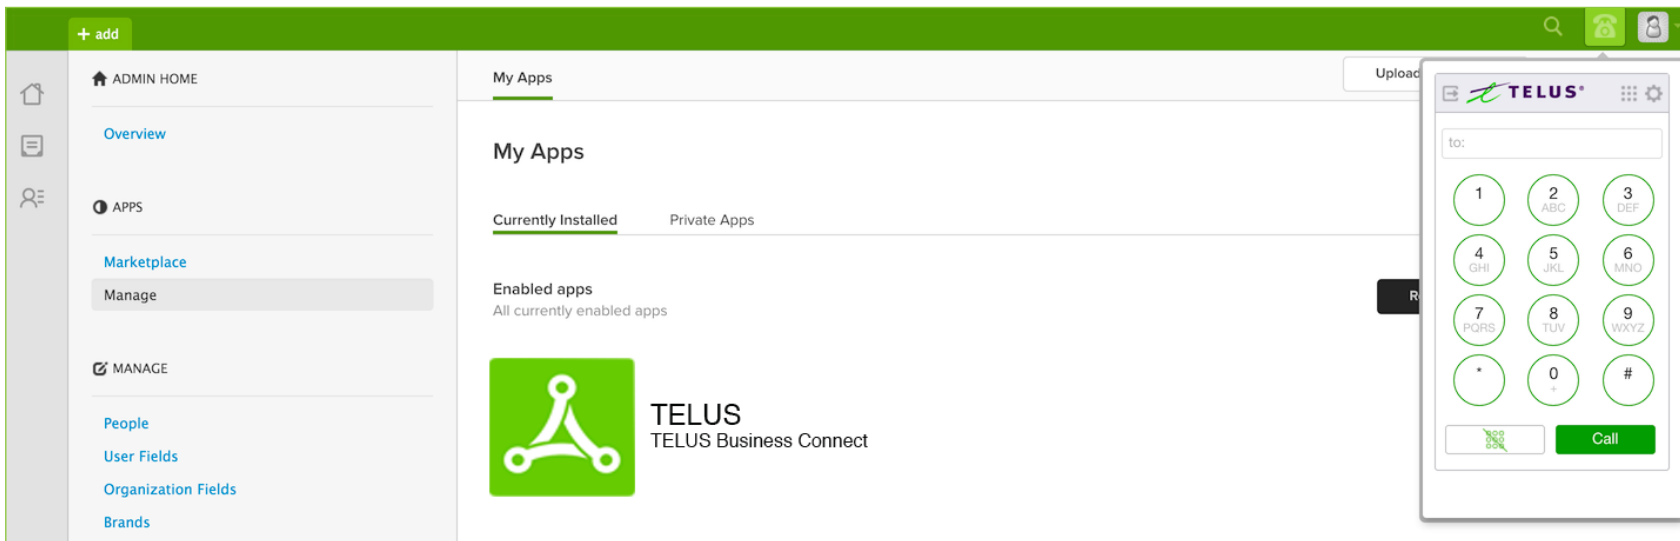 + add
ADMIN HOME
Overview
APPS
Marketplace
Manage
MANAGE
People
User Fields
Organization Fields
Brands
My Apps
Upload
My Apps
Currently Installed
Private Apps
Enabled apps
All currently enabled apps
TELUS
TELUS Business Connect
TELUS®
to:
1
2
ABC
3
DEF
4
GHI
5
JKL
6
MNO
7
PQRS
8
TUV
9
WXYZ
*
0
+
#
Call